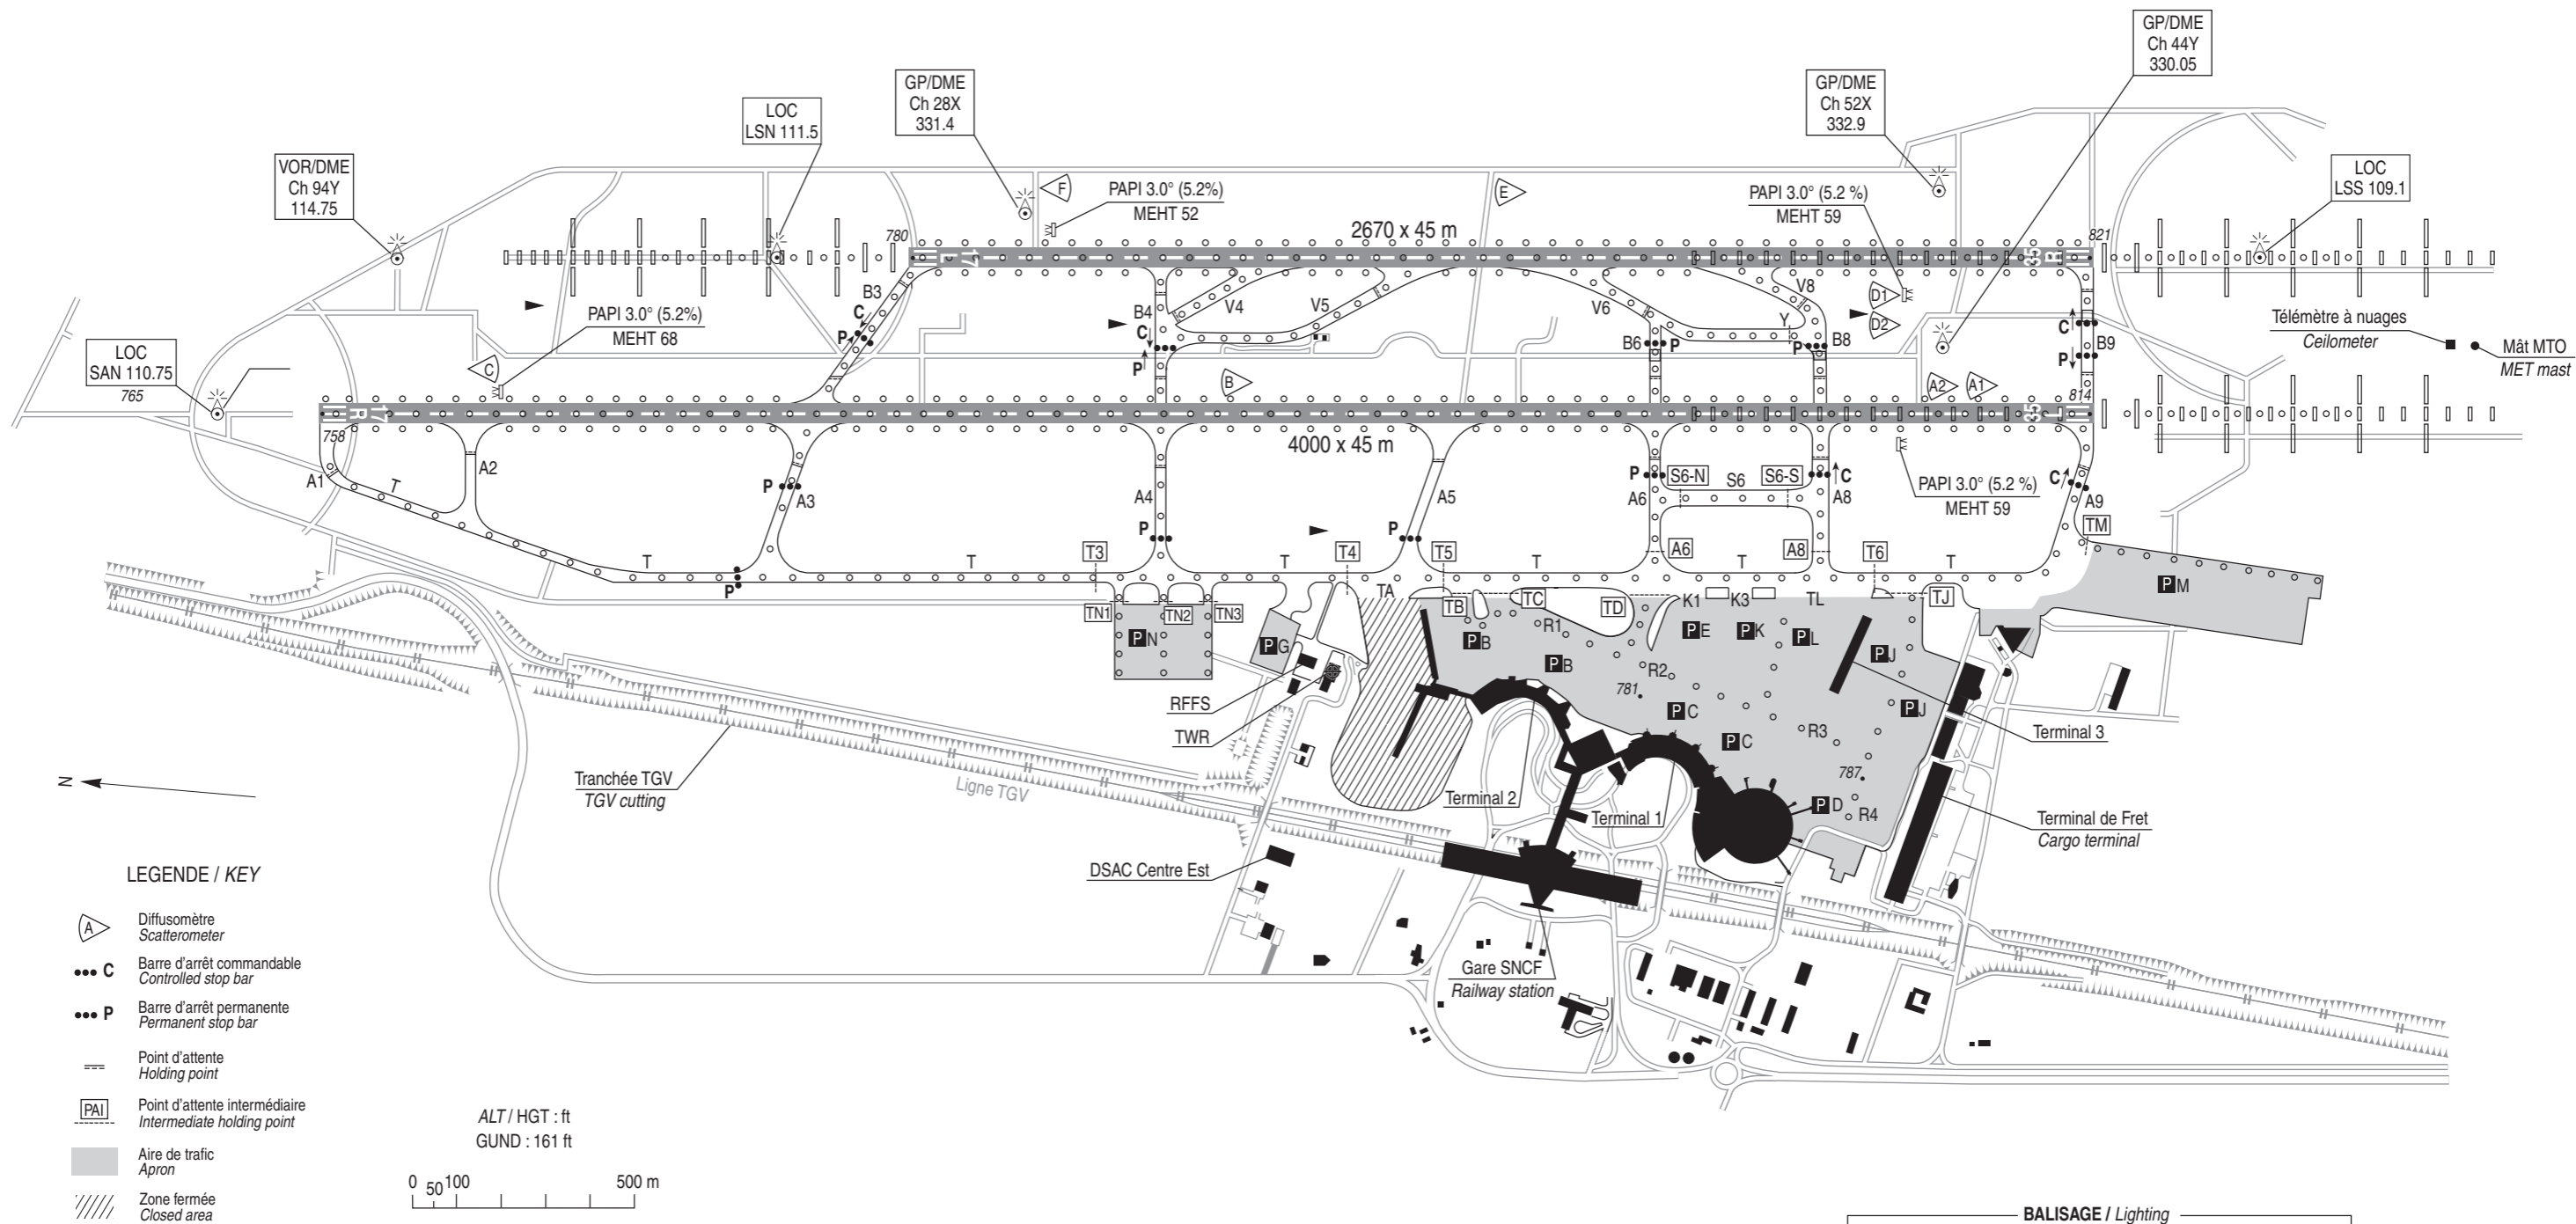 GP/DME
Ch 44Y
330.05
GP/DME
Ch 28X
331.4
GP/DME
Ch 52X
332.9
LOC
LSN 111.5
VOR/DME
Ch 94Y
114.75
LOC
LSS 109.1
F
PAPI 3.0° (5.2%)
MEHT 52
E
PAPI 3.0° (5.2 %)
MEHT 59
2670 x 45 m
780
821
17
L
35
R
B3
C
P
B4
C
P
V4
V5
V6
V8
Y
D1
D2
B6
P
P
B8
C
P
B9
PAPI 3.0° (5.2%)
MEHT 68
LOC
SAN 110.75
765
C
B
A2
A1
814
Télémètre à nuages
Ceilometer
Mât MTO
MET mast
17
R
35
L
758
4000 x 45 m
A1
T
A2
P
A3
A4
P
A5
P
P
A6
S6-N
S6
S6-S
C
A8
PAPI 3.0° (5.2 %)
MEHT 59
C
A9
TM
T
P
T
T3
T
T4
T5
T
A6
T
A8
T6
T
TN1
TN2
TN3
TA
TB
TC
TD
K1
K3
TL
TJ
P M
P N
P G
P B
R1
P B
P E
P K
P L
P J
R2
781
P C
P C
R3
P J
787
P D
R4
RFFS
TWR
Terminal 3
Tranchée TGV
TGV cutting
Ligne TGV
N
Terminal 2
Terminal 1
Terminal de Fret
Cargo terminal
DSAC Centre Est
Gare SNCF
Railway station
LEGENDE / KEY
A
Diffusomètre
Scatterometer
C
Barre d'arrêt commandable
Controlled stop bar
P
Barre d'arrêt permanente
Permanent stop bar
Point d'attente
Holding point
PAI
Point d'attente intermédiaire
Intermediate holding point
Aire de trafic
Apron
Zone fermée
Closed area
ALT / HGT : ft
GUND : 161 ft
0 50 100 500 m
BALISAGE / Lighting